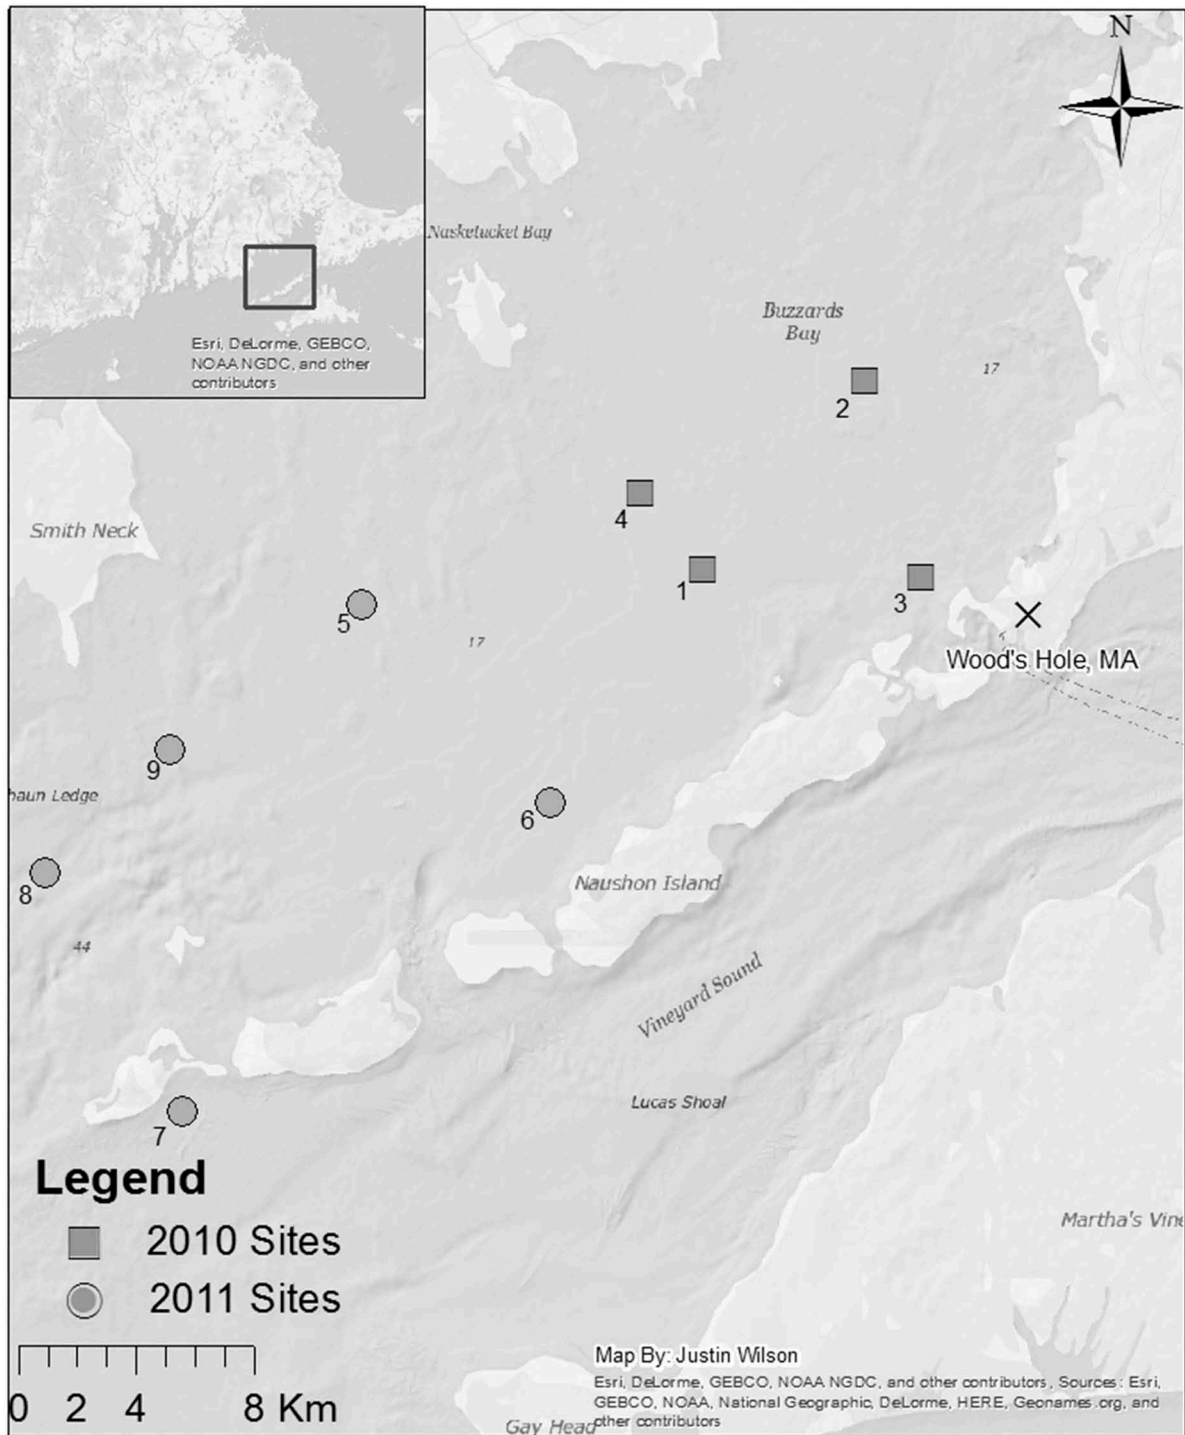 N
Nasketucket Bay
Buzzards
Bay
Esri, DeLorme, GEBCO,
NOAA NGDC, and other
contributors
17
2
4
Smith Neck
1
3
5
17
Wood's Hole, MA
9
haun Ledge
6
8
Naushon Island
44
Vineyard Sound
Lucas Shoal
7
Legend
2010 Sites
2011 Sites
Martha's Vine
0 2 4 8 Km
Map By: Justin Wilson
Esri, DeLorme, GEBCO, NOAA NGDC, and other contributors, Sources: Esri,
GEBCO, NOAA, National Geographic, DeLorme, HERE, Geonames.org, and
other contributors
Gay Head